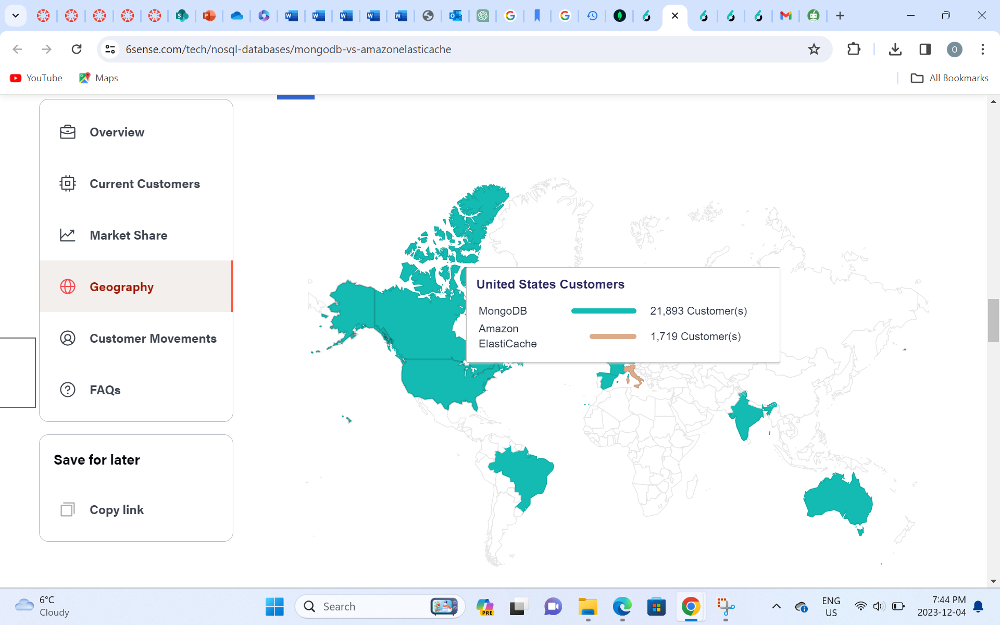 6sense.com/tech/nosql-databases/mongodb-vs-amazonelasticache
O
YouTube
Maps
All Bookmarks
Overview
Current Customers
Market Share
Geography
Customer Movements
FAQs
Save for later
Copy link
United States Customers
MongoDB
21,893 Customer(s)
Amazon
ElastiCache
1,719 Customer(s)
6°C
Cloudy
Search
PRE
ENG
US
7:44 PM
2023-12-04